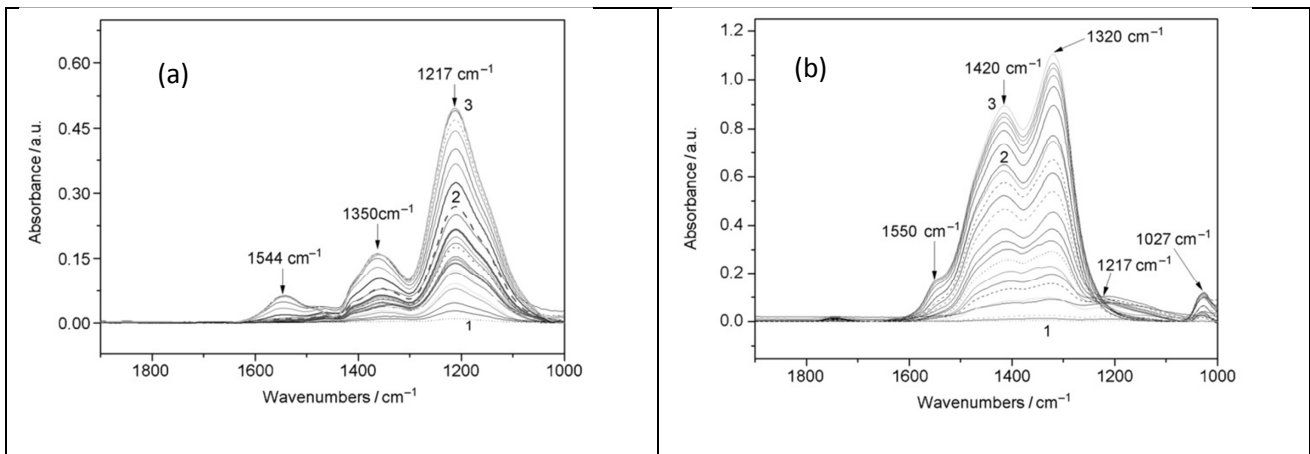 (a)
1217 cm⁻¹
3
2
1350cm⁻¹
1544 cm⁻¹
1
0.60
0.45
0.30
0.15
0.00
Absorbance / a.u.
1800 1600 1400 1200 1000
Wavenumbers / cm⁻¹
(b)
1320 cm⁻¹
1420 cm⁻¹
3
2
1550 cm⁻¹
1027 cm⁻¹
1217 cm⁻¹
1
1.2
1.0
0.8
0.6
0.4
0.2
0.0
Absorbance / a.u.
1800 1600 1400 1200 1000
Wavenumbers / cm⁻¹